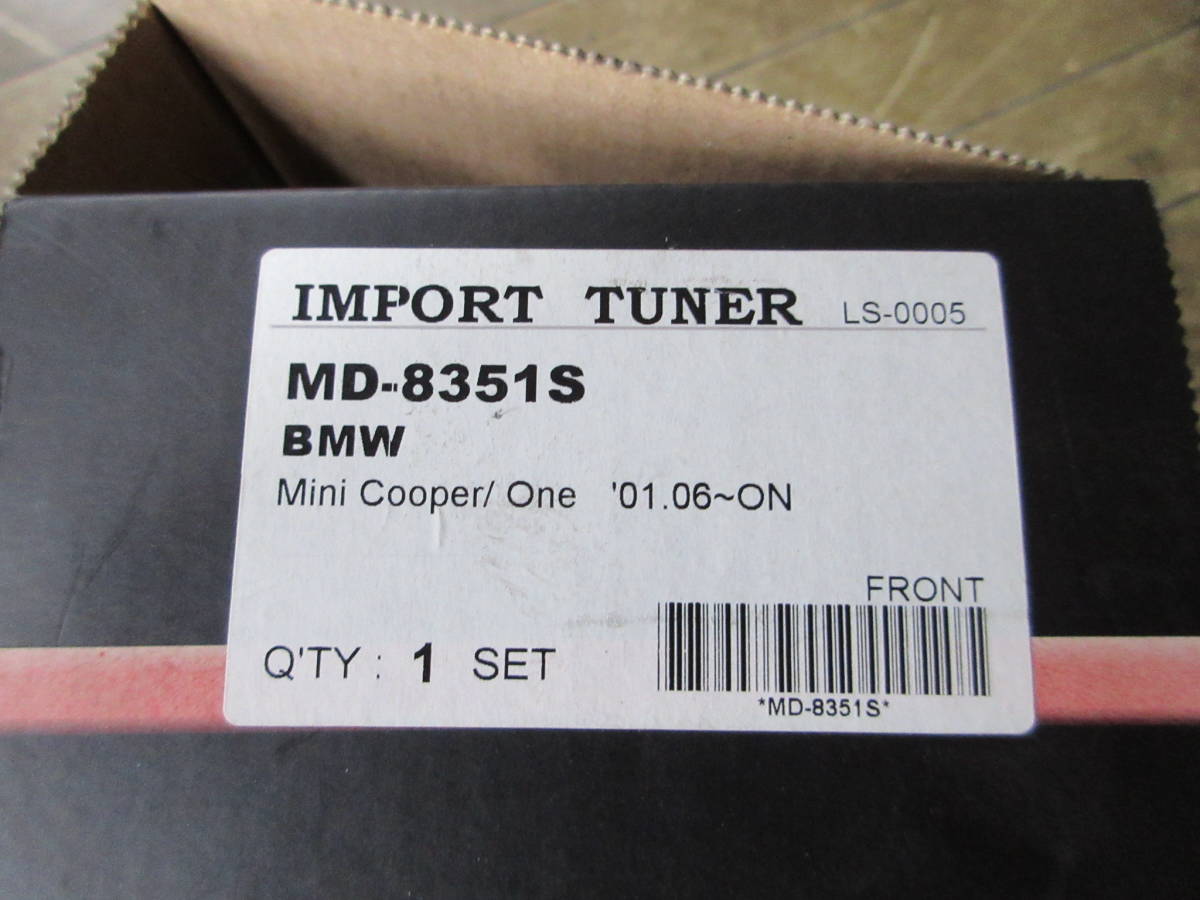 IMPORT TUNER LS-0005
MD-8351S
BMW
Mini Cooper/ One '01.06~ON
FRONT
Q'TY : 1 SET
*MD-8351S*